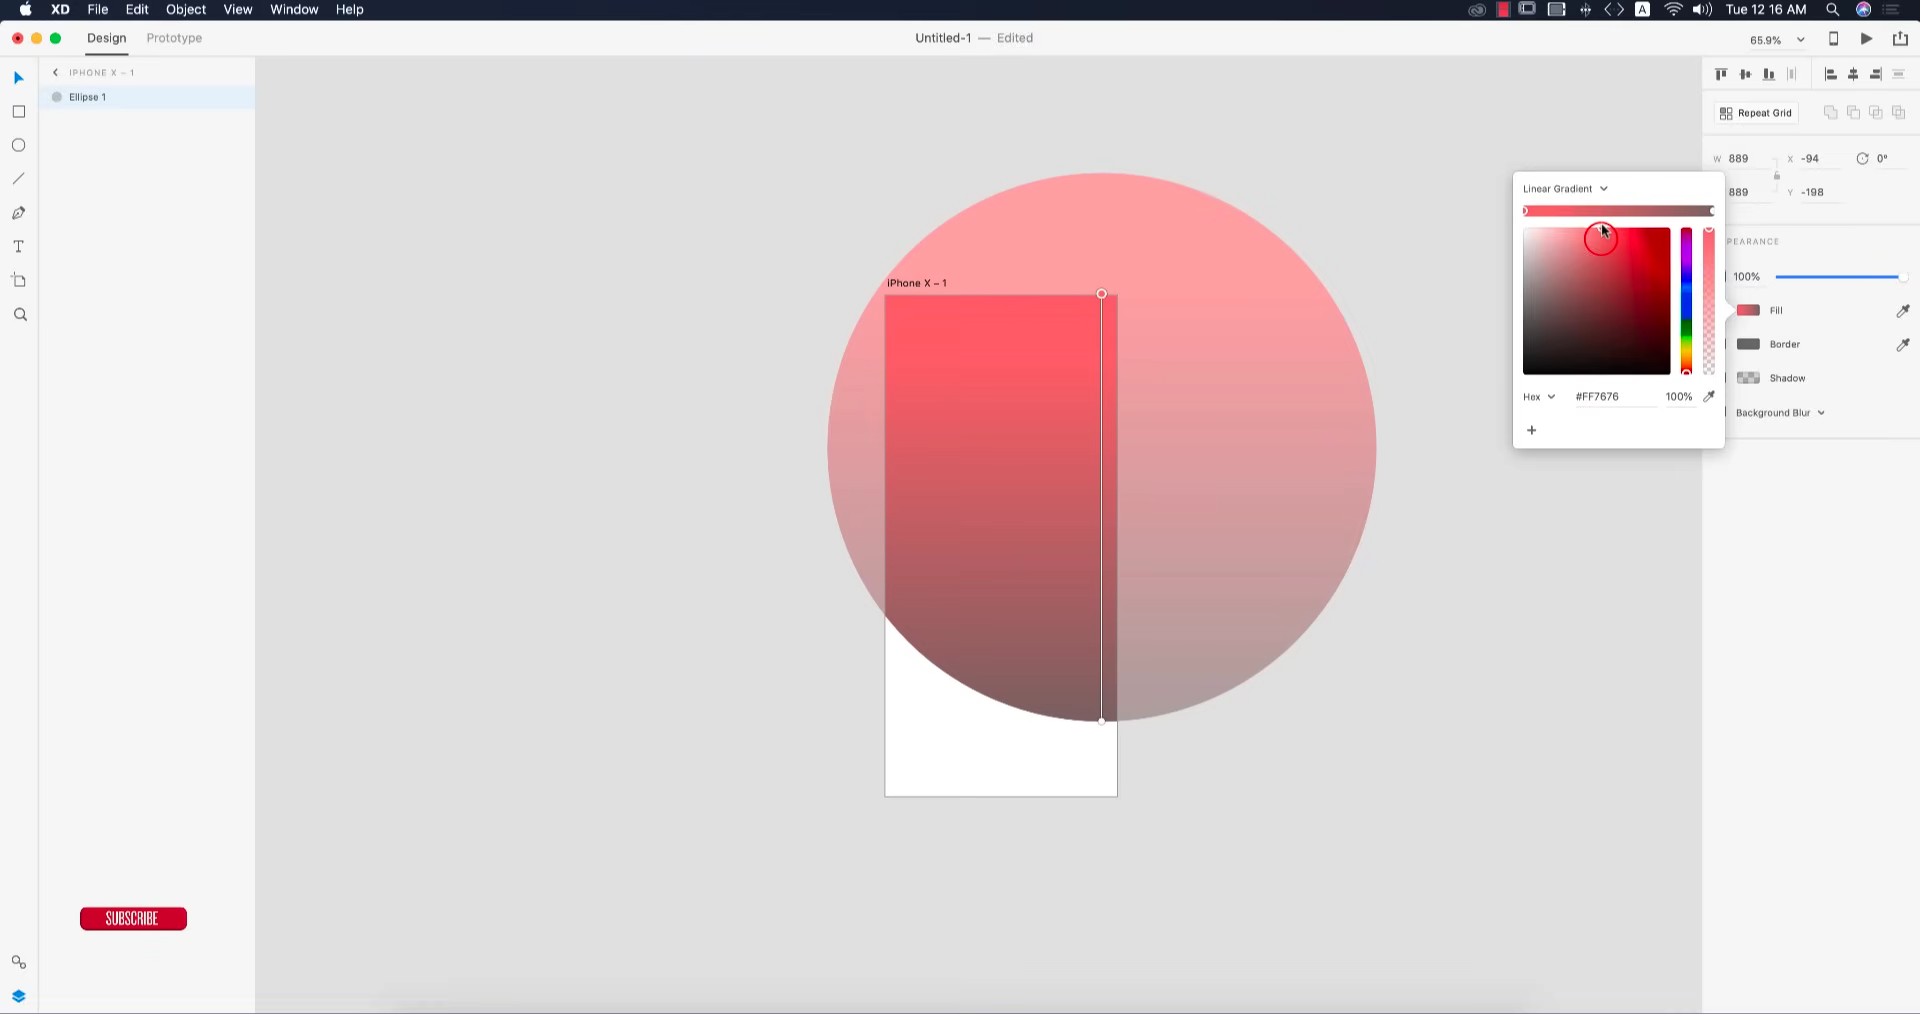 XD File Edit Object View Window Help
A Tue 12 16 AM
Design Prototype
Untitled-1 — Edited
65.9%
IPHONE X – 1
Ellipse 1
Repeat Grid
W 889 X -94 0°
889 Y -198
Linear Gradient
PEARANCE
100%
Fill
Border
Shadow
Background Blur
Hex #FF7676 100%
+
iPhone X – 1
T
SUBSCRIBE